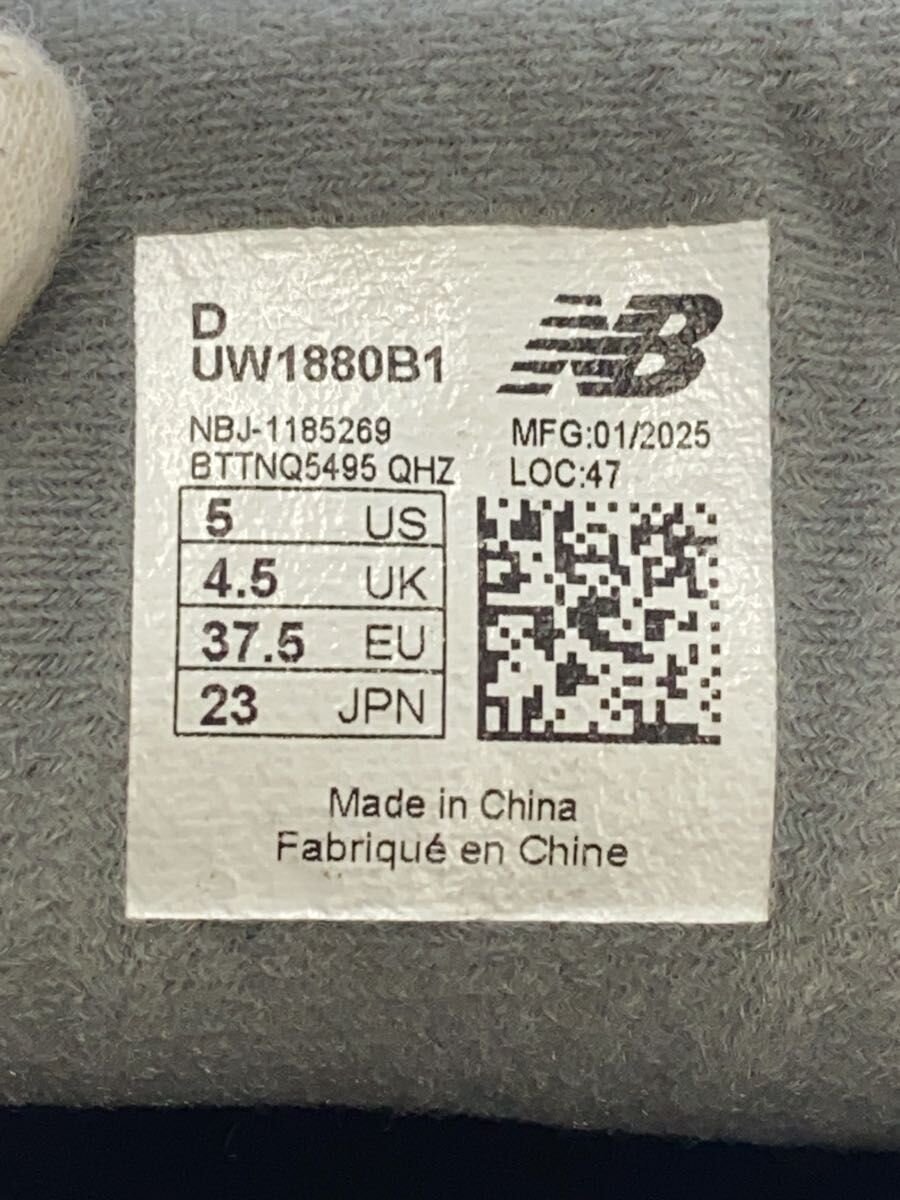 D
UW1880B1
NB
NBJ-1185269
BTTNQ5495 QHZ
MFG:01/2025
LOC:47
5 US
4.5 UK
37.5 EU
23 JPN
Made in China
Fabriqué en Chine